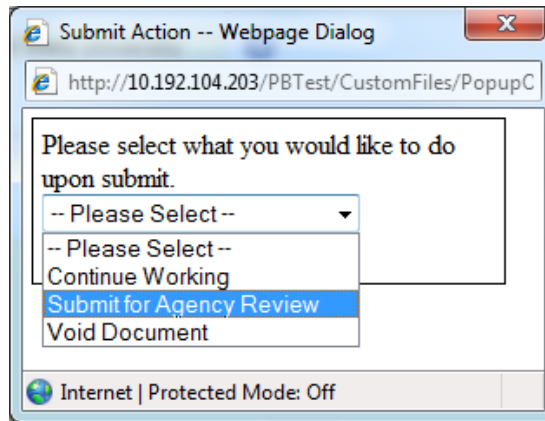 Submit Action -- Webpage Dialog
X
http://10.192.104.203/PBTest/CustomFiles/PopupC
Please select what you would like to do
upon submit.
-- Please Select --
-- Please Select --
Continue Working
Submit for Agency Review
Void Document
Internet | Protected Mode: Off